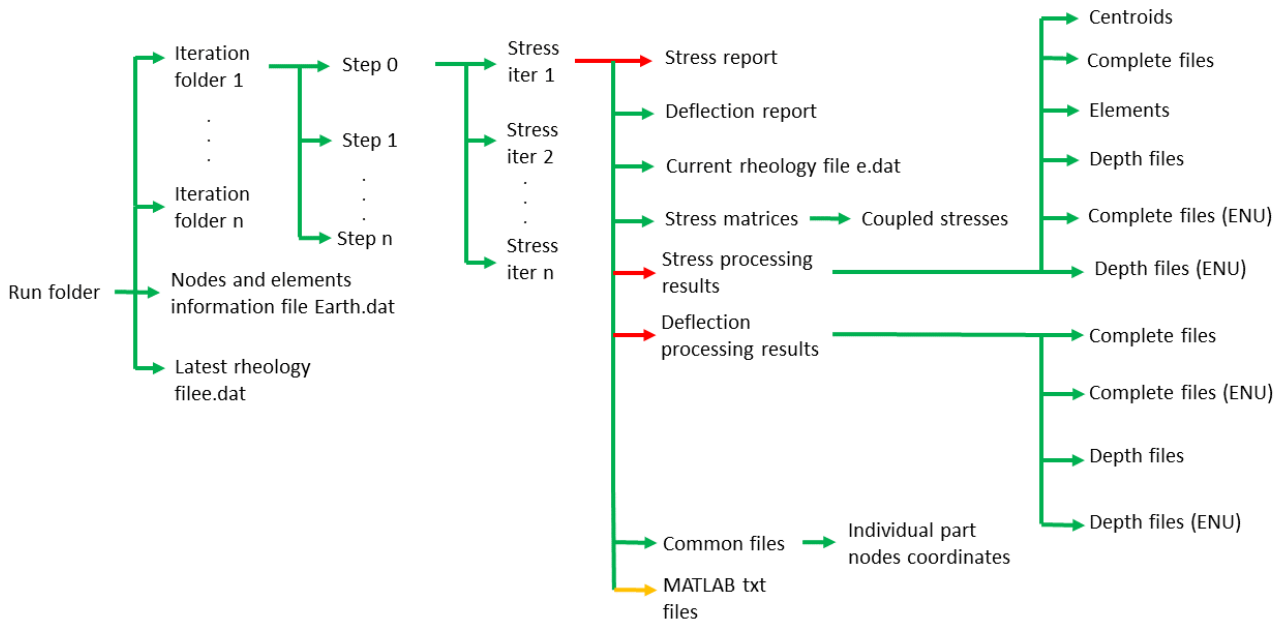 Run folder
Iteration
folder 1
.
.
.
Iteration
folder n
Nodes and elements
information file Earth.dat
Latest rheology
filee.dat
Step 0
Step 1
.
.
Step n
Stress
iter 1
Stress
iter 2
.
.
.
Stress
iter n
Stress report
Deflection report
Current rheology file e.dat
Stress matrices
Coupled stresses
Stress processing
results
Deflection
processing results
Common files
Individual part
nodes coordinates
MATLAB txt
files
Centroids
Complete files
Elements
Depth files
Complete files (ENU)
Depth files (ENU)
Complete files
Complete files (ENU)
Depth files
Depth files (ENU)